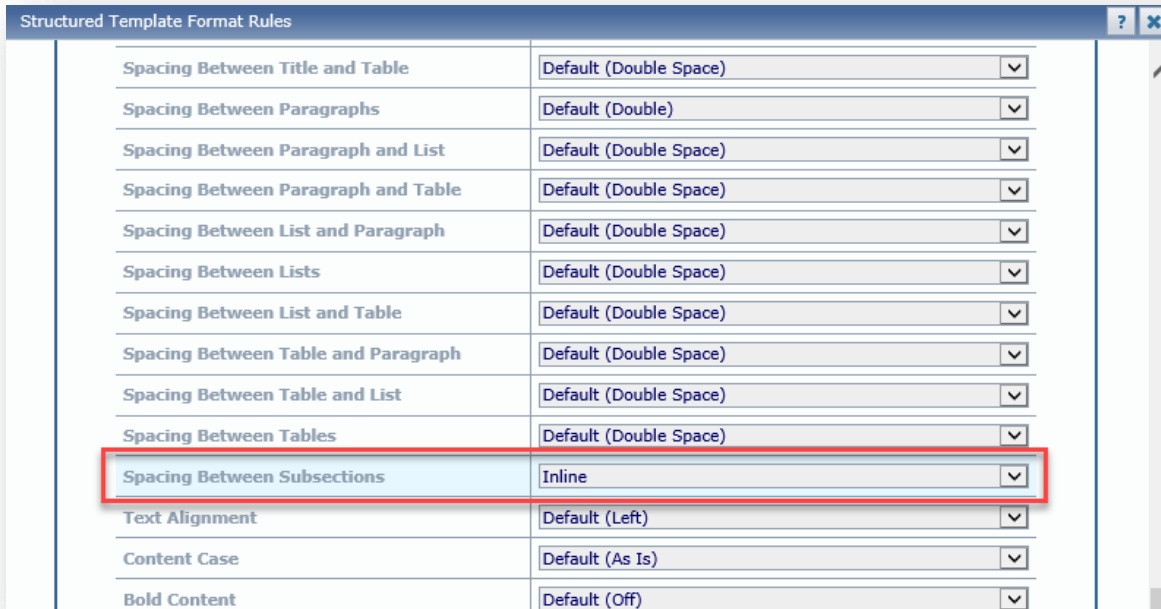 Structured Template Format Rules ?
Spacing Between Title and Table Default (Double Space)
Spacing Between Paragraphs Default (Double)
Spacing Between Paragraph and List Default (Double Space)
Spacing Between Paragraph and Table Default (Double Space)
Spacing Between List and Paragraph Default (Double Space)
Spacing Between Lists Default (Double Space)
Spacing Between List and Table Default (Double Space)
Spacing Between Table and Paragraph Default (Double Space)
Spacing Between Table and List Default (Double Space)
Spacing Between Tables Default (Double Space)
Spacing Between Subsections Inline
Text Alignment Default (Left)
Content Case Default (As Is)
Bold Content Default (Off)